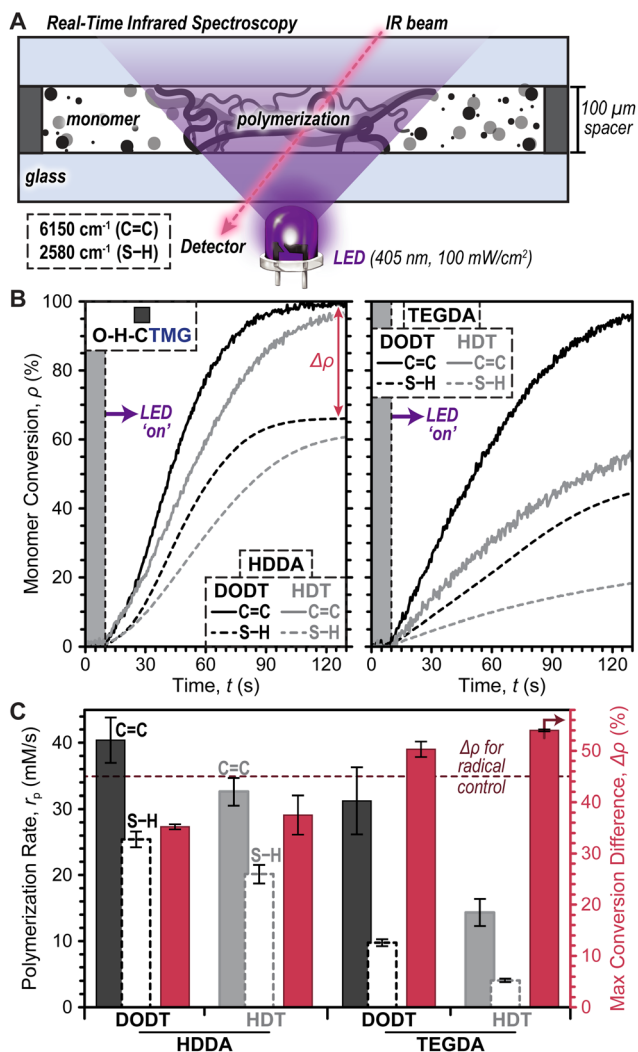 A
Real-Time Infrared Spectroscopy
IR beam
monomer
polymerization
100 µm
spacer
glass
6150 cm⁻¹ (C=C)
2580 cm⁻¹ (S–H)
Detector
LED (405 nm, 100 mW/cm²)
B
Monomer Conversion, ρ (%)
100
80
60
40
20
0
O-H-CTMG
LED
'on'
Δρ
HDDA
DODT HDT
C=C C=C
S–H S–H
0 30 60 90 120
Time, t (s)
TEGDA
DODT HDT
C=C C=C
S–H S–H
LED
'on'
0 30 60 90 120
Time, t (s)
C
Polymerization Rate, rp (mM/s)
40
30
20
10
0
C=C
S–H
C=C
S–H
Δρ for
radical
control
50
40
30
20
10
0
Max Conversion Difference, Δρ (%)
DODT HDT DODT HDT
HDDA TEGDA